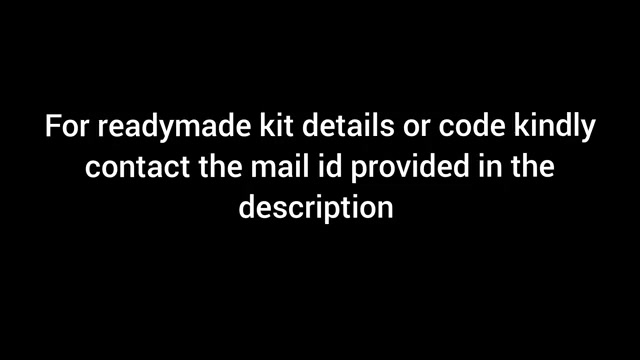 For readymade kit details or code kindly
contact the mail id provided in the
description